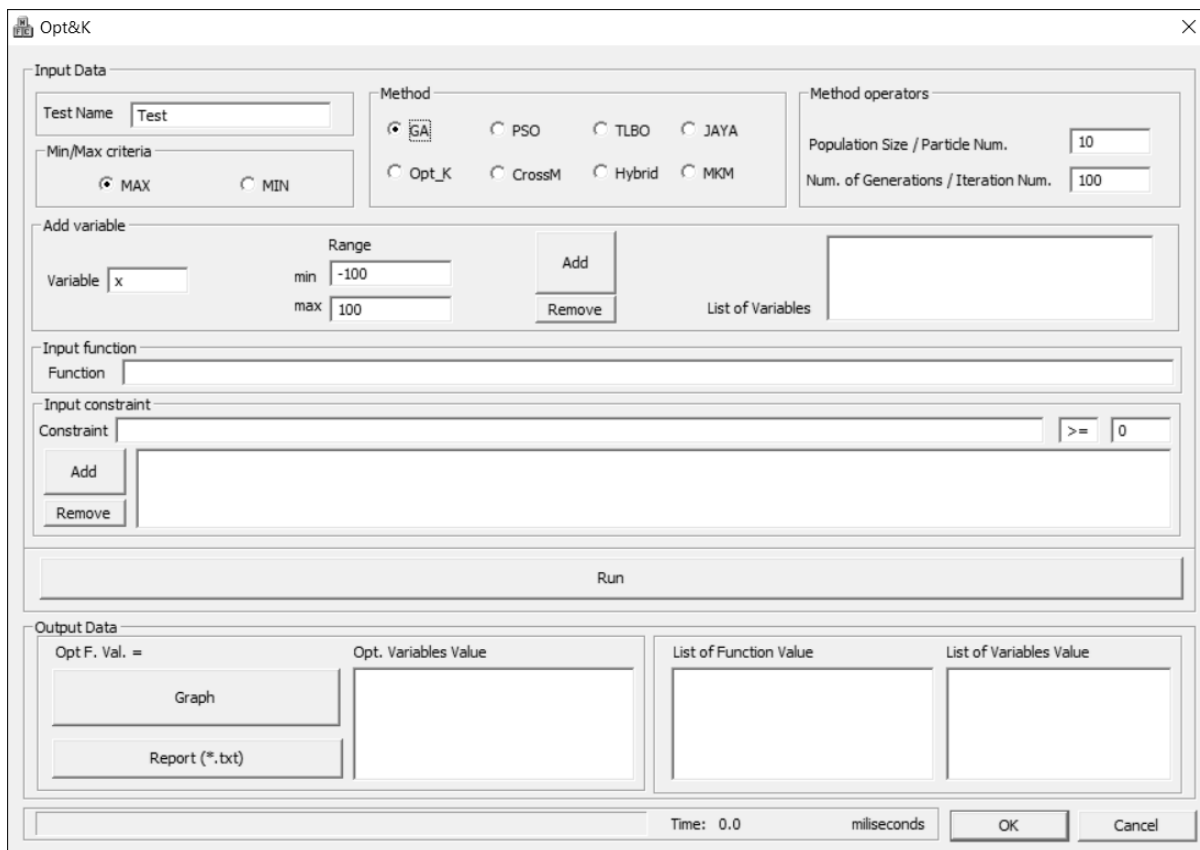 Opt&K
Input Data
Test Name Test
Min/Max criteria
MAX MIN
Method
GA PSO TLBO JAYA
Opt_K CrossM Hybrid MKM
Method operators
Population Size / Particle Num. 10
Num. of Generations / Iteration Num. 100
Add variable
Variable x
Range
min -100
max 100
Add
Remove
List of Variables
Input function
Function
Input constraint
Constraint >= 0
Add
Remove
Run
Output Data
Opt F. Val. =
Graph
Report (*.txt)
Opt. Variables Value
List of Function Value
List of Variables Value
Time: 0.0 miliseconds
OK
Cancel